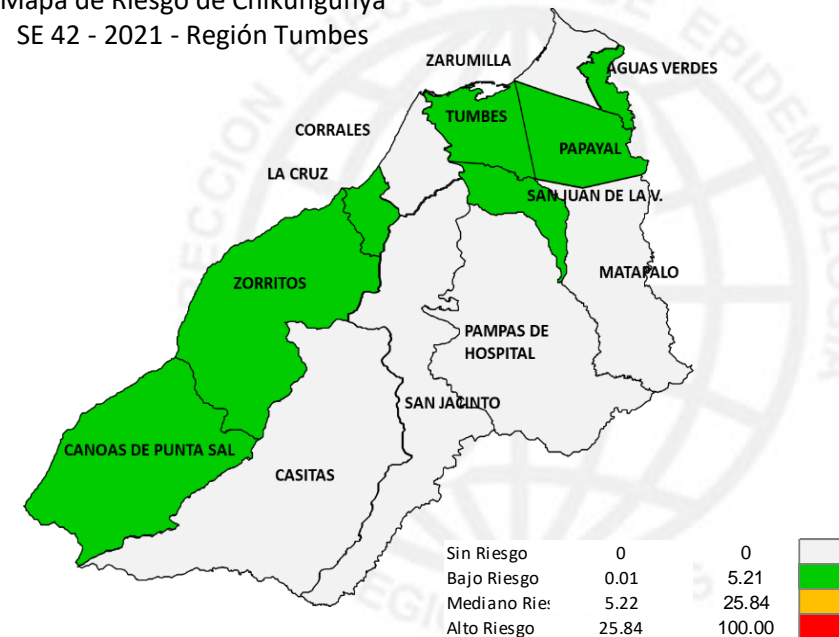 Mapa de Riesgo de Chikungunya
SE 42 - 2021 - Región Tumbes
ZARUMILLA
AGUAS VERDES
TUMBES
CORRALES
PAPAYAL
LA CRUZ
SAN JUAN DE LA V.
MATAPALO
ZORRITOS
PAMPAS DE
HOSPITAL
SAN JACINTO
CANOAS DE PUNTA SAL
CASITAS
Sin Riesgo 0 0
Bajo Riesgo 0.01 5.21
Mediano Ries 5.22 25.84
Alto Riesgo 25.84 100.00